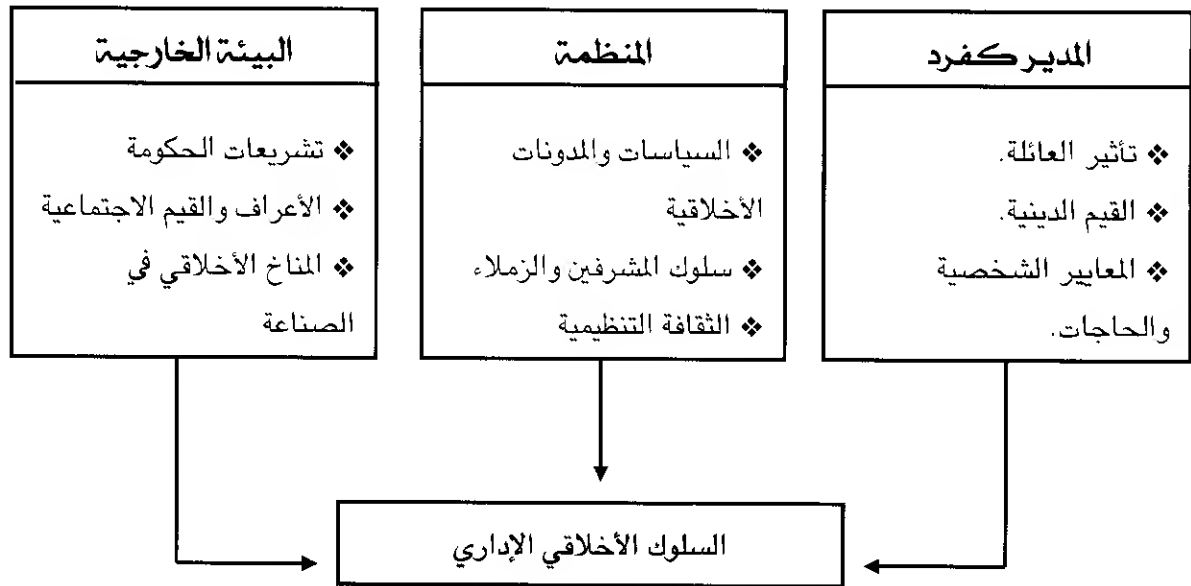 المدير كفرد
❖ تأثير العائلة.
❖ القيم الدينية.
❖ المعايير الشخصية
والحاجات.
المنظمة
❖ السياسات والمدونات
الأخلاقية
❖ سلوك المشرفين والزملاء
❖ الثقافة التنظيمية
البيئة الخارجية
❖ تشريعات الحكومة
❖ الأعراف والقيم الاجتماعية
❖ المناخ الأخلاقي في
الصناعة
السلوك الأخلاقي الإداري